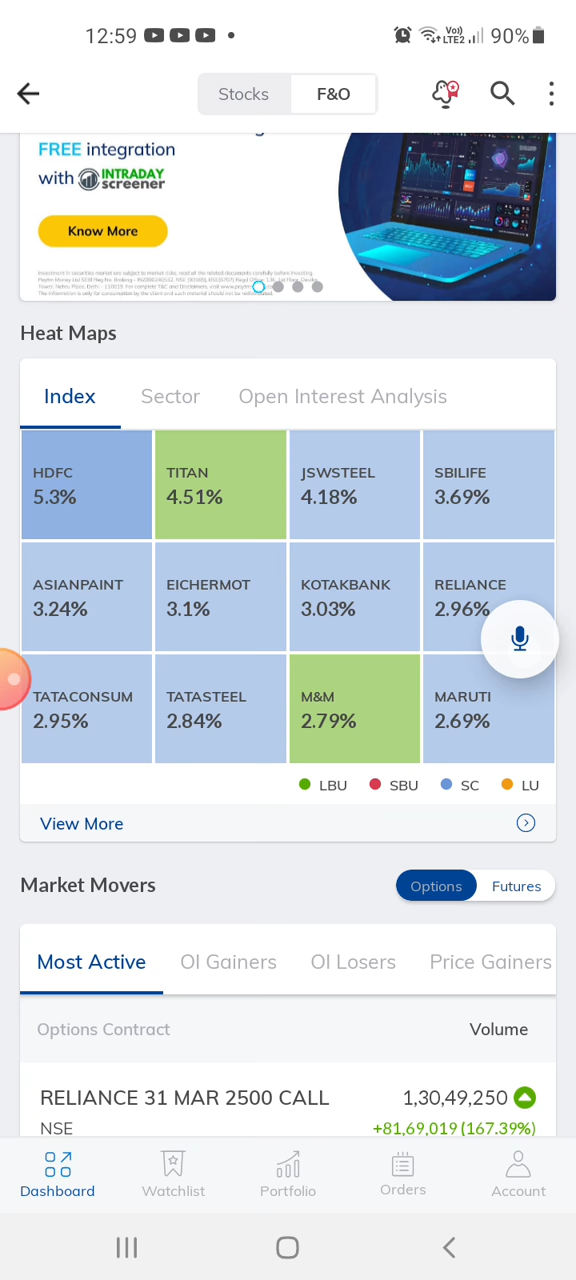 12:59
Vo))
LTE2
90%
Stocks
F&O
FREE integration
with INTRADAY
screener
Know More
Heat Maps
Index
Sector
Open Interest Analysis
HDFC
5.3%
TITAN
4.51%
JSWSTEEL
4.18%
SBILIFE
3.69%
ASIANPAINT
3.24%
EICHERMOT
3.1%
KOTAKBANK
3.03%
RELIANCE
2.96%
TATACONSUM
2.95%
TATASTEEL
2.84%
M&M
2.79%
MARUTI
2.69%
LBU
SBU
SC
LU
View More
Market Movers
Options
Futures
Most Active
OI Gainers
OI Losers
Price Gainers
Options Contract
Volume
RELIANCE 31 MAR 2500 CALL
1,30,49,250
NSE
+81,69,019 (167.39%)
Dashboard
Watchlist
Portfolio
Orders
Account